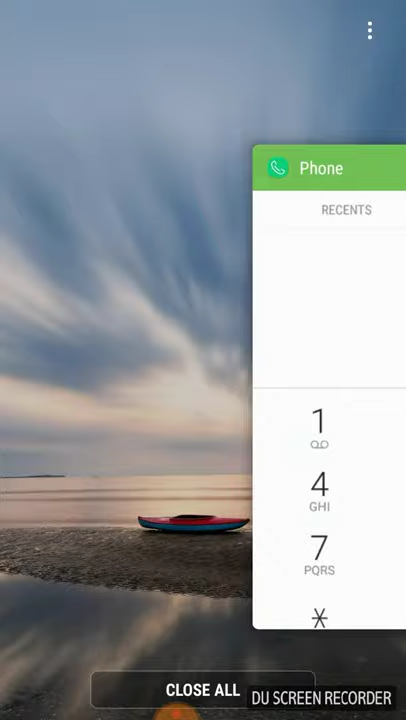 Phone
RECENTS
1
4
GHI
7
PQRS
*
CLOSE ALL
DU SCREEN RECORDER